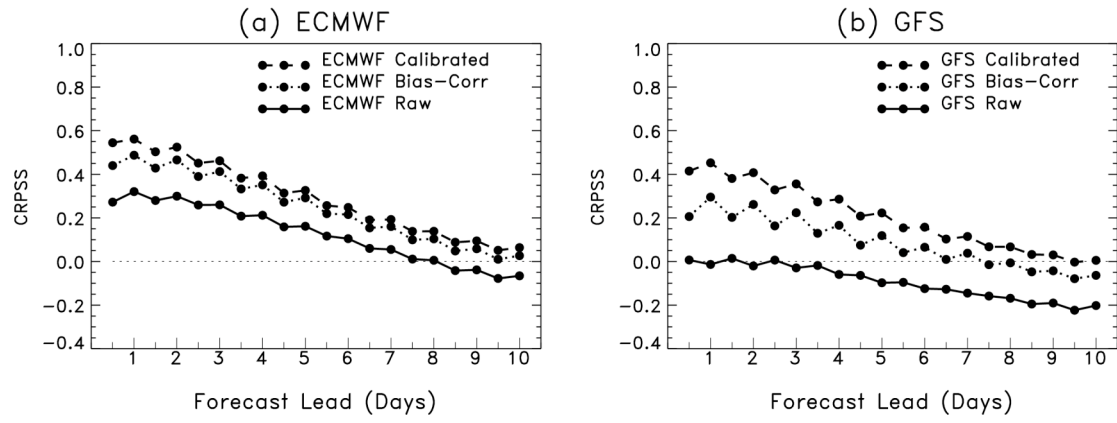 (a) ECMWF
1.0
0.8
0.6
0.4
0.2
0.0
-0.2
-0.4
CRPSS
ECMWF Calibrated
ECMWF Bias-Corr
ECMWF Raw
1 2 3 4 5 6 7 8 9 10
Forecast Lead (Days)
(b) GFS
1.0
0.8
0.6
0.4
0.2
0.0
-0.2
-0.4
CRPSS
GFS Calibrated
GFS Bias-Corr
GFS Raw
1 2 3 4 5 6 7 8 9 10
Forecast Lead (Days)